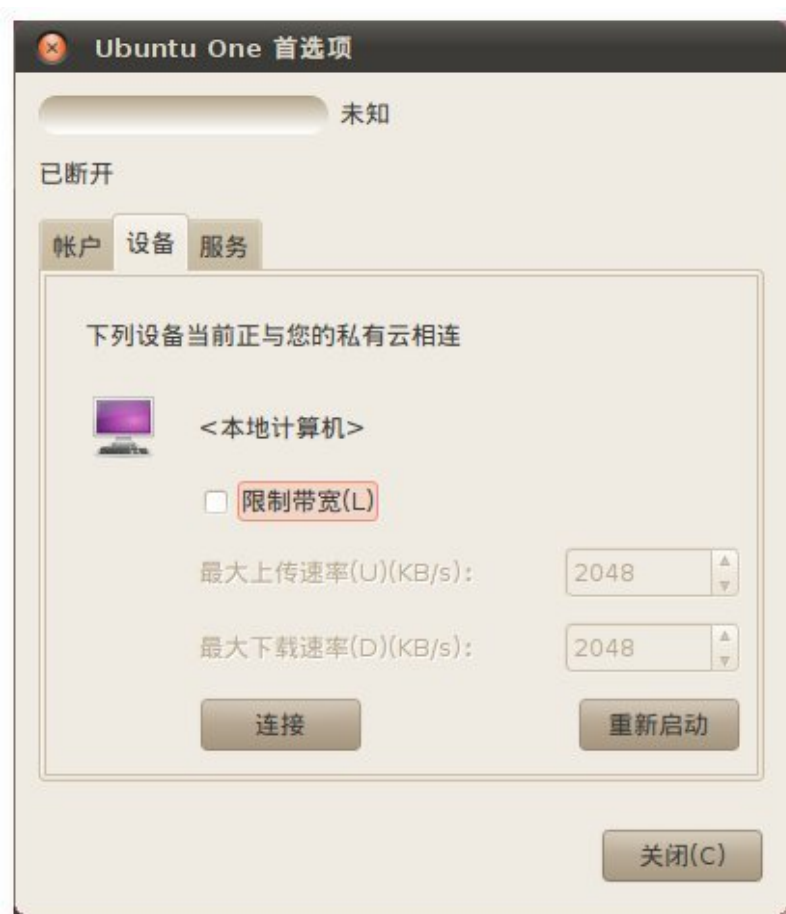 Ubuntu One 首选项
未知
已断开
帐户 设备 服务
下列设备当前正与您的私有云相连
<本地计算机>
限制带宽(L)
最大上传速率(U)(KB/s): 2048
最大下载速率(D)(KB/s): 2048
连接 重新启动
关闭(C)